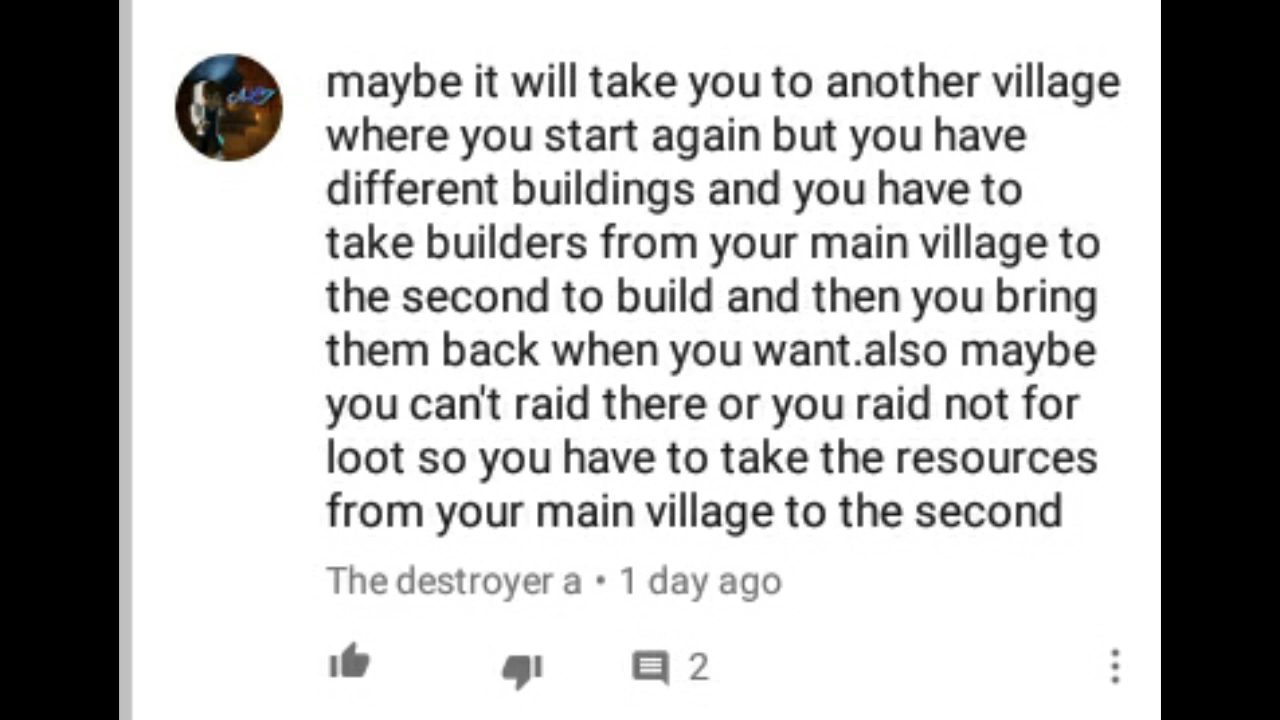 maybe it will take you to another village
where you start again but you have
different buildings and you have to
take builders from your main village to
the second to build and then you bring
them back when you want.also maybe
you can't raid there or you raid not for
loot so you have to take the resources
from your main village to the second
The destroyer a • 1 day ago
2